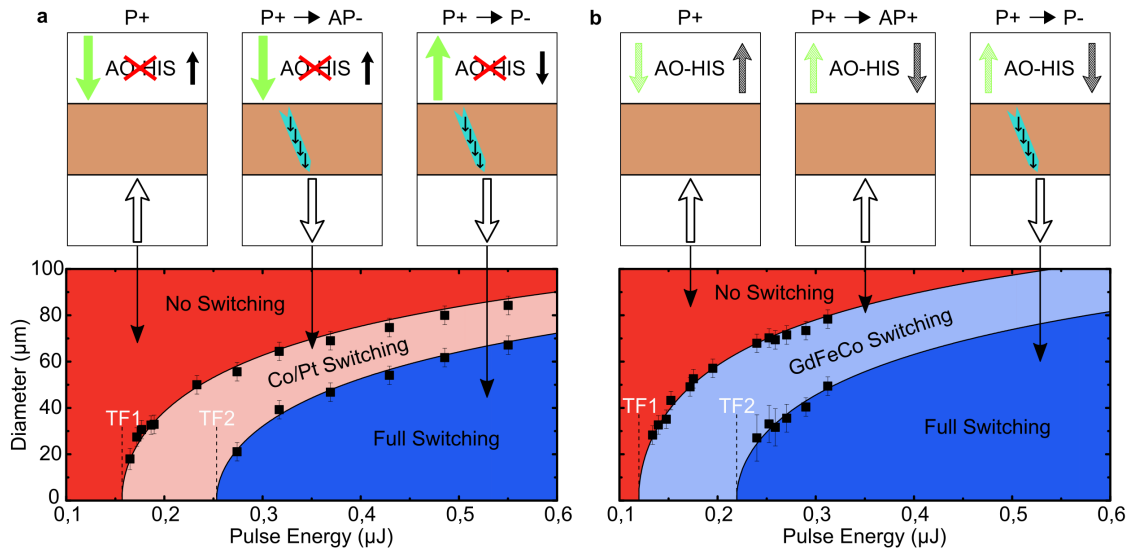 a
P+
P+ → AP-
P+ → P-
AO-HIS
AO-HIS
AO-HIS
100
80
60
40
20
0
Diameter (µm)
No Switching
Co/Pt Switching
Full Switching
TF1
TF2
0,1
0,2
0,3
0,4
0,5
0,6
Pulse Energy (µJ)
b
P+
P+ → AP+
P+ → P-
AO-HIS
AO-HIS
AO-HIS
No Switching
GdFeCo Switching
Full Switching
TF1
TF2
0,1
0,2
0,3
0,4
0,5
0,6
Pulse Energy (µJ)